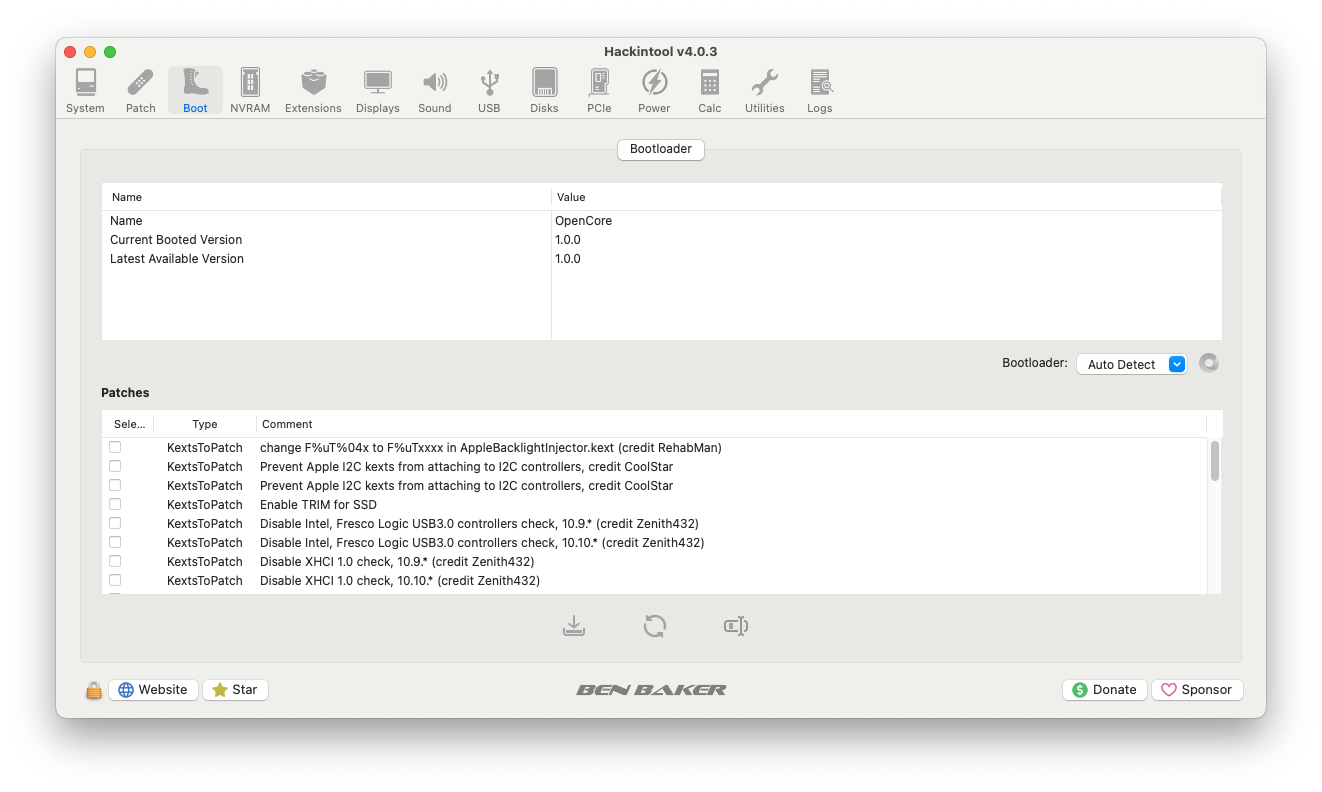 Hackintool v4.0.3
System Patch Boot NVRAM Extensions Displays Sound USB Disks PCIe Power Calc Utilities Logs
Bootloader
Name Value
Name OpenCore
Current Booted Version 1.0.0
Latest Available Version 1.0.0
Bootloader: Auto Detect
Patches
Sele... Type Comment
KextsToPatch change F%uT%04x to F%uTxxxx in AppleBacklightInjector.kext (credit RehabMan)
KextsToPatch Prevent Apple I2C kexts from attaching to I2C controllers, credit CoolStar
KextsToPatch Prevent Apple I2C kexts from attaching to I2C controllers, credit CoolStar
KextsToPatch Enable TRIM for SSD
KextsToPatch Disable Intel, Fresco Logic USB3.0 controllers check, 10.9.* (credit Zenith432)
KextsToPatch Disable Intel, Fresco Logic USB3.0 controllers check, 10.10.* (credit Zenith432)
KextsToPatch Disable XHCI 1.0 check, 10.9.* (credit Zenith432)
KextsToPatch Disable XHCI 1.0 check, 10.10.* (credit Zenith432)
Website Star BEN BAKER Donate Sponsor